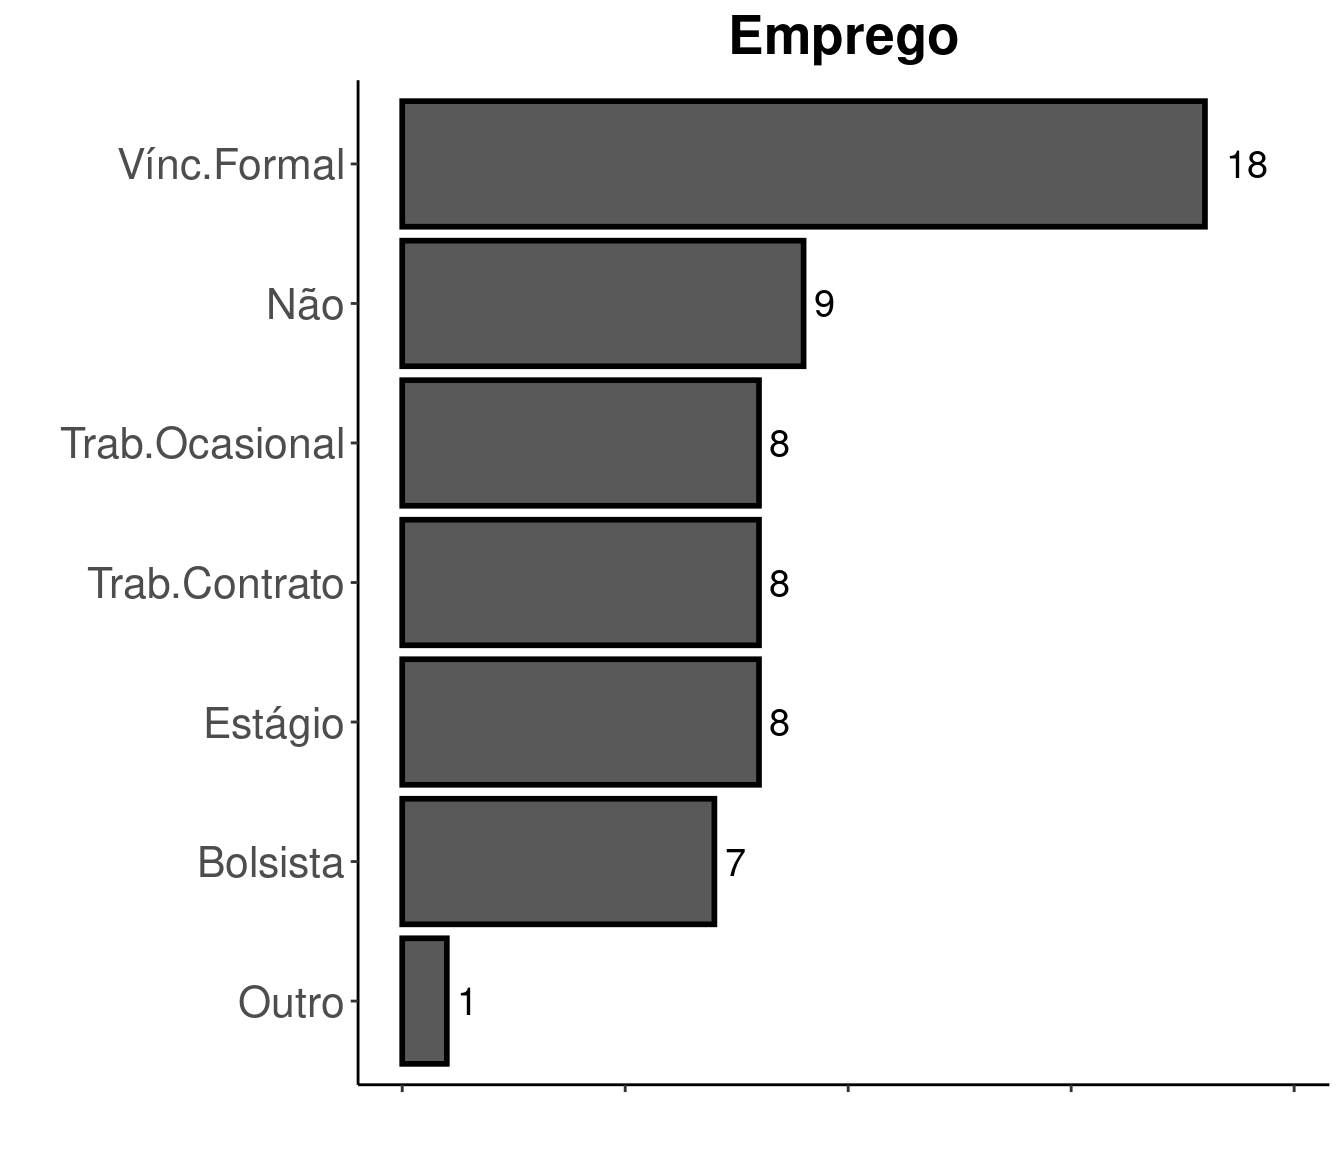 Emprego
Vínc.Formal 18
Não 9
Trab.Ocasional 8
Trab.Contrato 8
Estágio 8
Bolsista 7
Outro 1